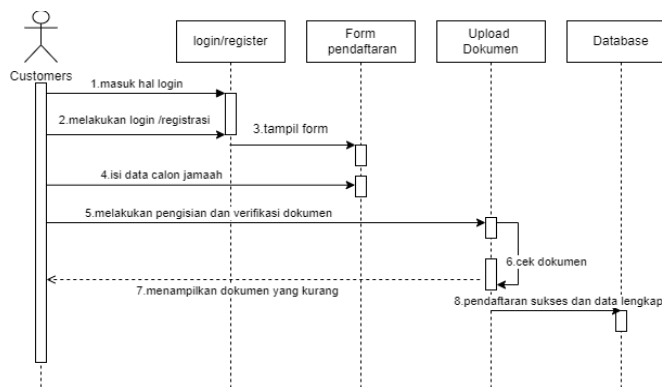 login/register
Form
pendaftaran
Upload
Dokumen
Database
Customers
1.masuk hal login
2.melakukan login /registrasi
3.tampil form
4.isi data calon jamaah
5.melakukan pengisian dan verifikasi dokumen
6.cek dokumen
7.menampilkan dokumen yang kurang
8.pendaftaran sukses dan data lengkap